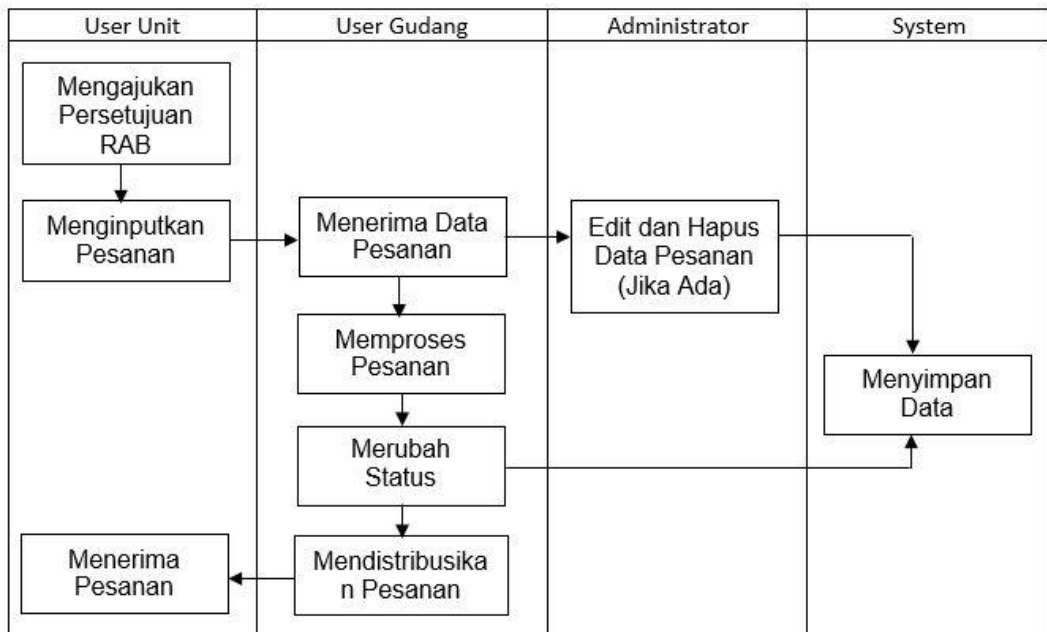 User Unit
User Gudang
Administrator
System
Mengajukan
Persetujuan
RAB
Menginputkan
Pesanan
Menerima Data
Pesanan
Edit dan Hapus
Data Pesanan
(Jika Ada)
Memproses
Pesanan
Menyimpan
Data
Merubah
Status
Menerima
Pesanan
Mendistribusika
n Pesanan